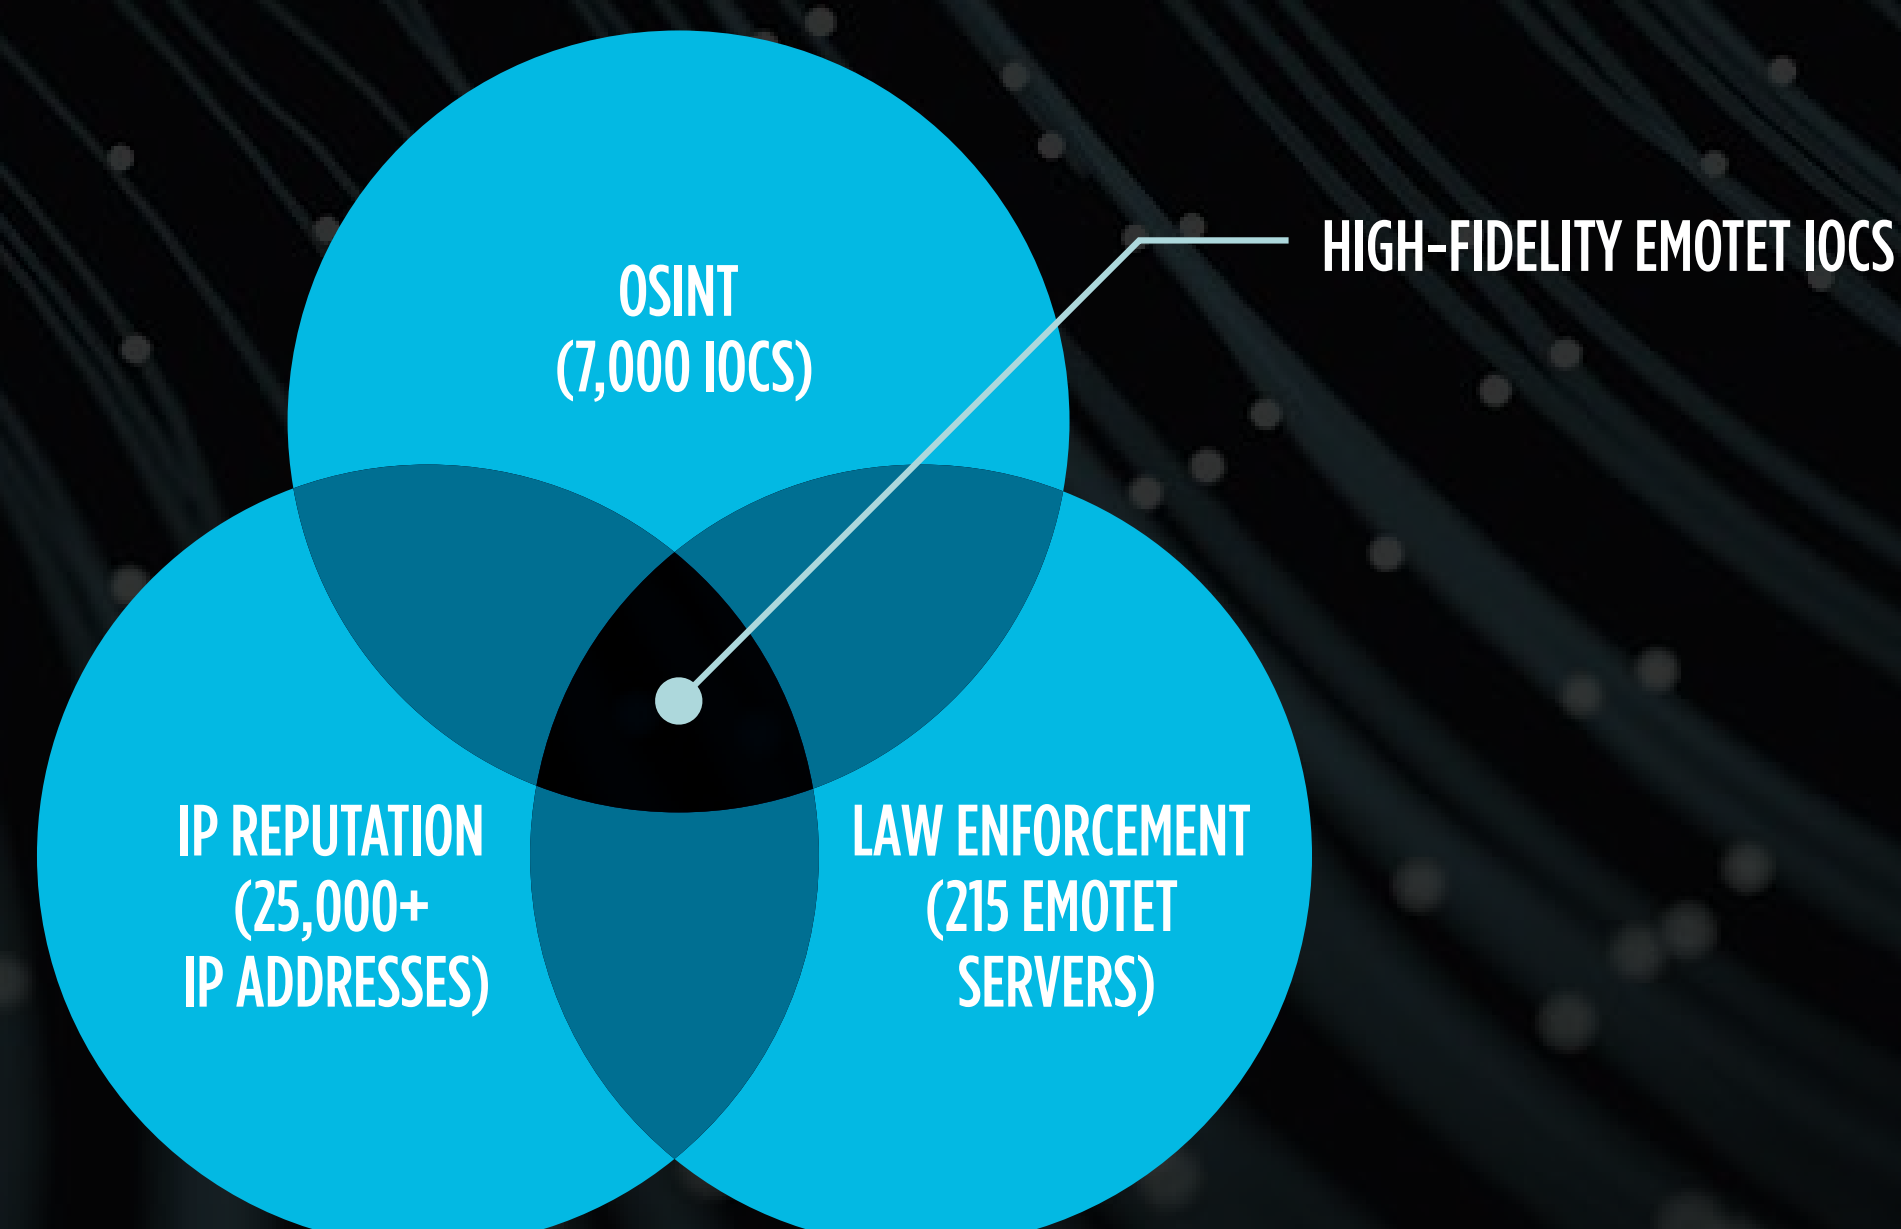 OSINT
(7,000 IOCS)
HIGH-FIDELITY EMOTET IOCS
IP REPUTATION
(25,000+
IP ADDRESSES)
LAW ENFORCEMENT
(215 EMOTET
SERVERS)